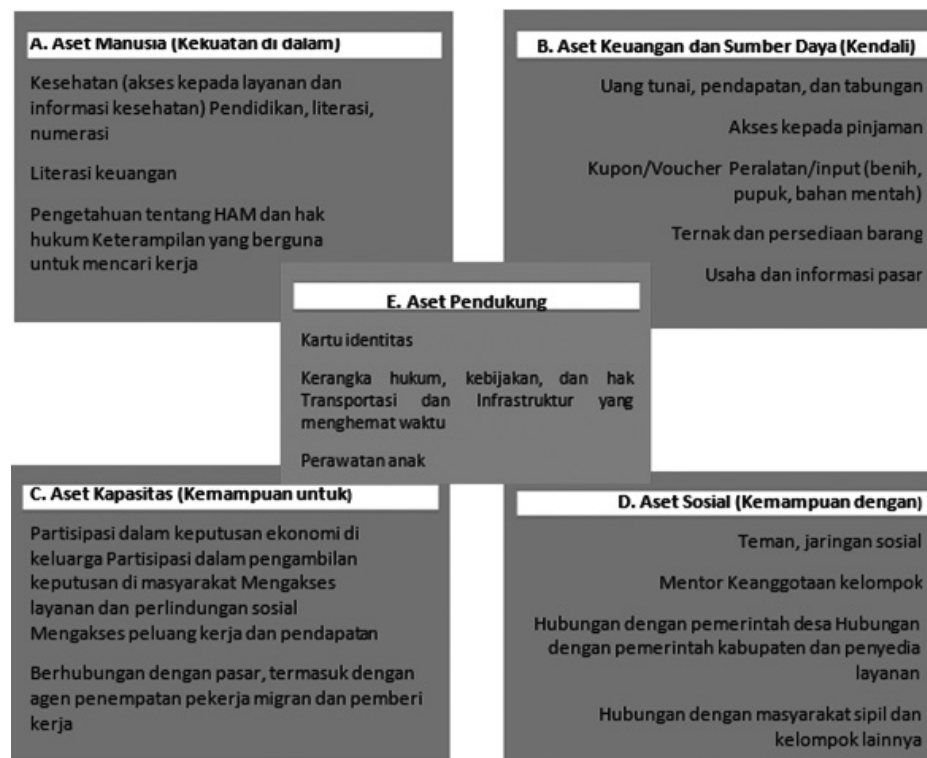 A. Aset Manusia (Kekuatan di dalam)
Kesehatan (akses kepada layanan dan
informasi kesehatan) Pendidikan, literasi,
numerasi
Literasi keuangan
Pengetahuan tentang HAM dan hak
hukum Keterampilan yang berguna
untuk mencari kerja
B. Aset Keuangan dan Sumber Daya (Kendali)
Uang tunai, pendapatan, dan tabungan
Akses kepada pinjaman
Kupon/Voucher Peralatan/input (benih,
pupuk, bahan mentah)
Ternak dan persediaan barang
Usaha dan informasi pasar
E. Aset Pendukung
Kartu identitas
Kerangka hukum, kebijakan, dan hak
Transportasi dan Infrastruktur yang
menghemat waktu
Perawatan anak
C. Aset Kapasitas (Kemampuan untuk)
Partisipasi dalam keputusan ekonomi di
keluarga Partisipasi dalam pengambilan
keputusan di masyarakat Mengakses
layanan dan perlindungan sosial
Mengakses peluang kerja dan pendapatan
Berhubungan dengan pasar, termasuk dengan
agen penempatan pekerja migran dan pemberi
kerja
D. Aset Sosial (Kemampuan dengan)
Teman, jaringan sosial
Mentor Keanggotaan kelompok
Hubungan dengan pemerintah desa Hubungan
dengan pemerintah kabupaten dan penyedia
layanan
Hubungan dengan masyarakat sipil dan
kelompok lainnya